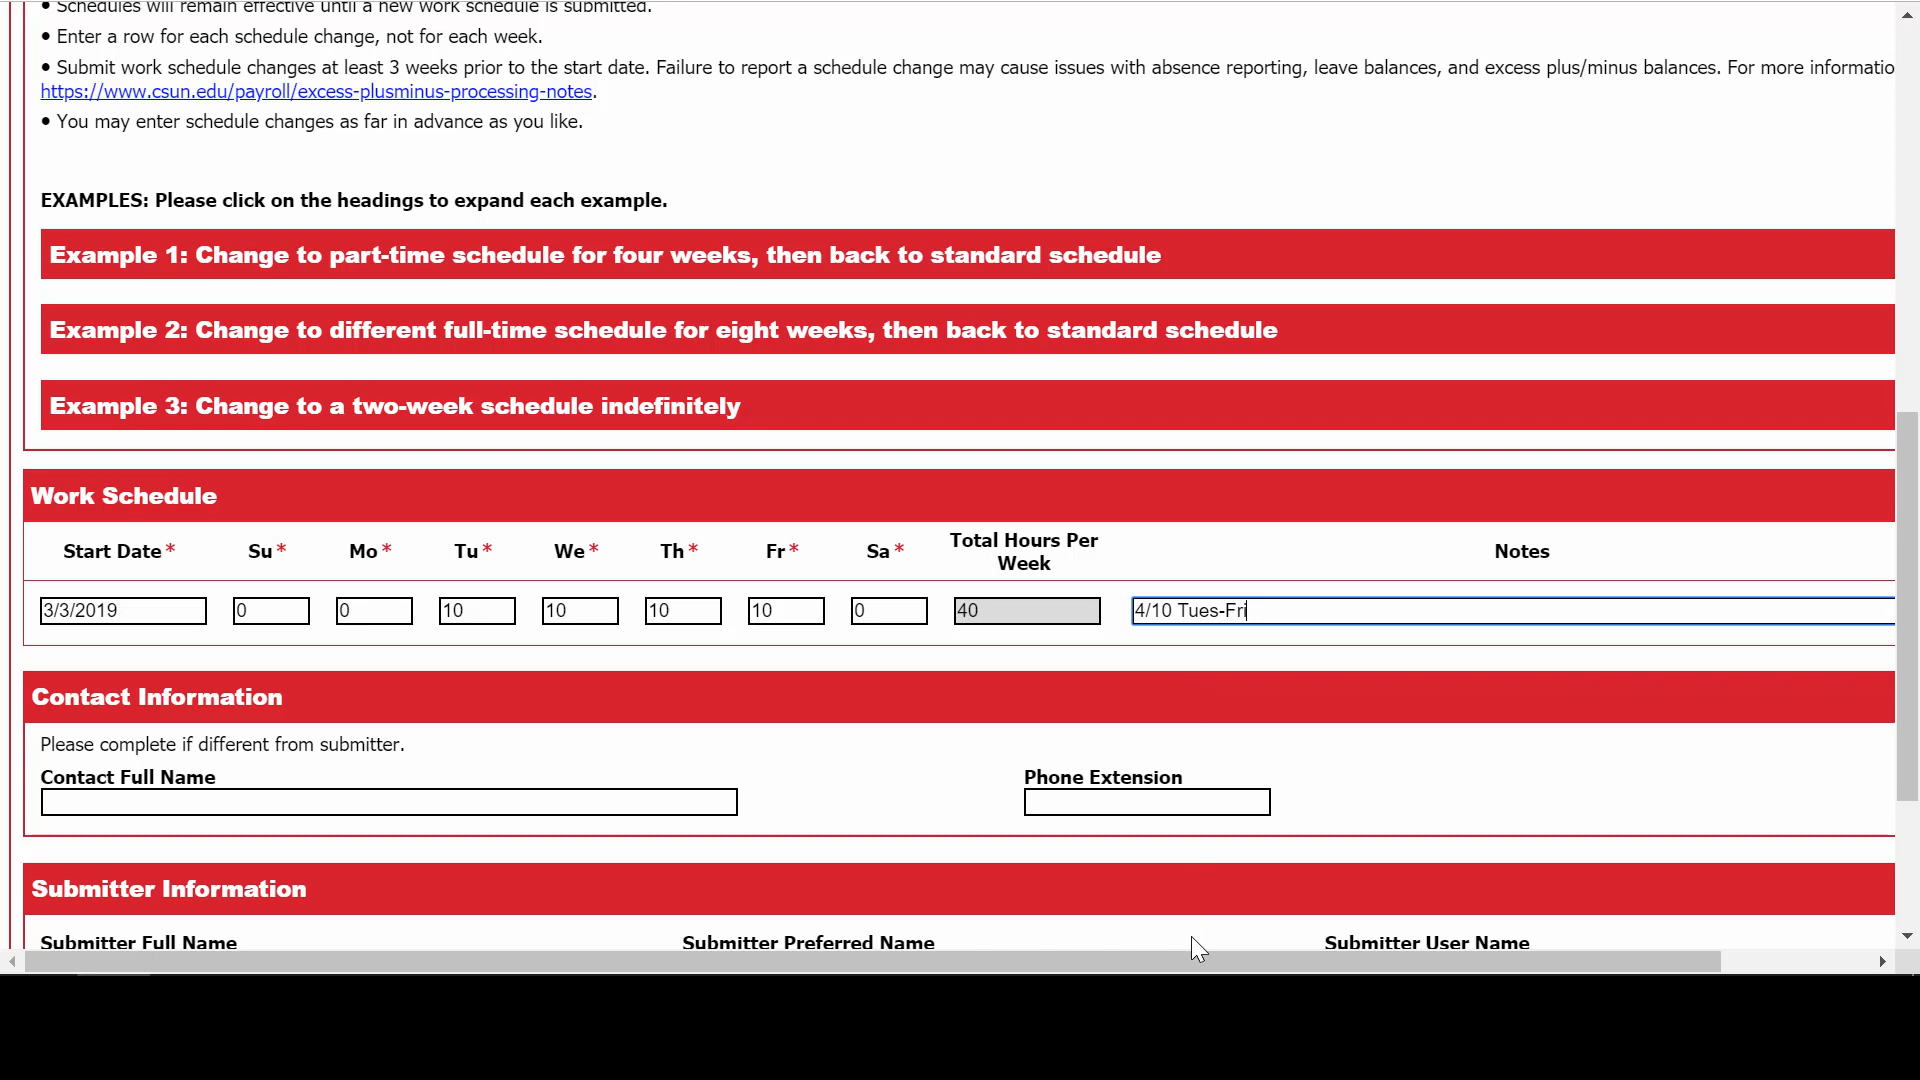 • Schedules will remain effective until a new work schedule is submitted.
• Enter a row for each schedule change, not for each week.
• Submit work schedule changes at least 3 weeks prior to the start date. Failure to report a schedule change may cause issues with absence reporting, leave balances, and excess plus/minus balances. For more informatio
https://www.csun.edu/payroll/excess-plusminus-processing-notes.
• You may enter schedule changes as far in advance as you like.
EXAMPLES: Please click on the headings to expand each example.
Example 1: Change to part-time schedule for four weeks, then back to standard schedule
Example 2: Change to different full-time schedule for eight weeks, then back to standard schedule
Example 3: Change to a two-week schedule indefinitely
Work Schedule
Start Date* Su* Mo* Tu* We* Th* Fr* Sa* Total Hours Per Week Notes
3/3/2019 0 0 10 10 10 10 0 40 4/10 Tues-Fri
Contact Information
Please complete if different from submitter.
Contact Full Name Phone Extension
Submitter Information
Submitter Full Name Submitter Preferred Name Submitter User Name